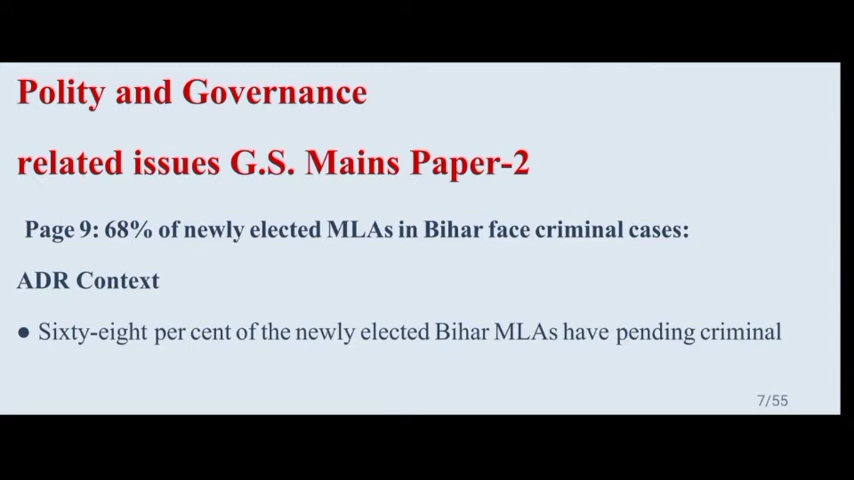 Polity and Governance
related issues G.S. Mains Paper-2
Page 9: 68% of newly elected MLAs in Bihar face criminal cases:
ADR Context
● Sixty-eight per cent of the newly elected Bihar MLAs have pending criminal
7/55